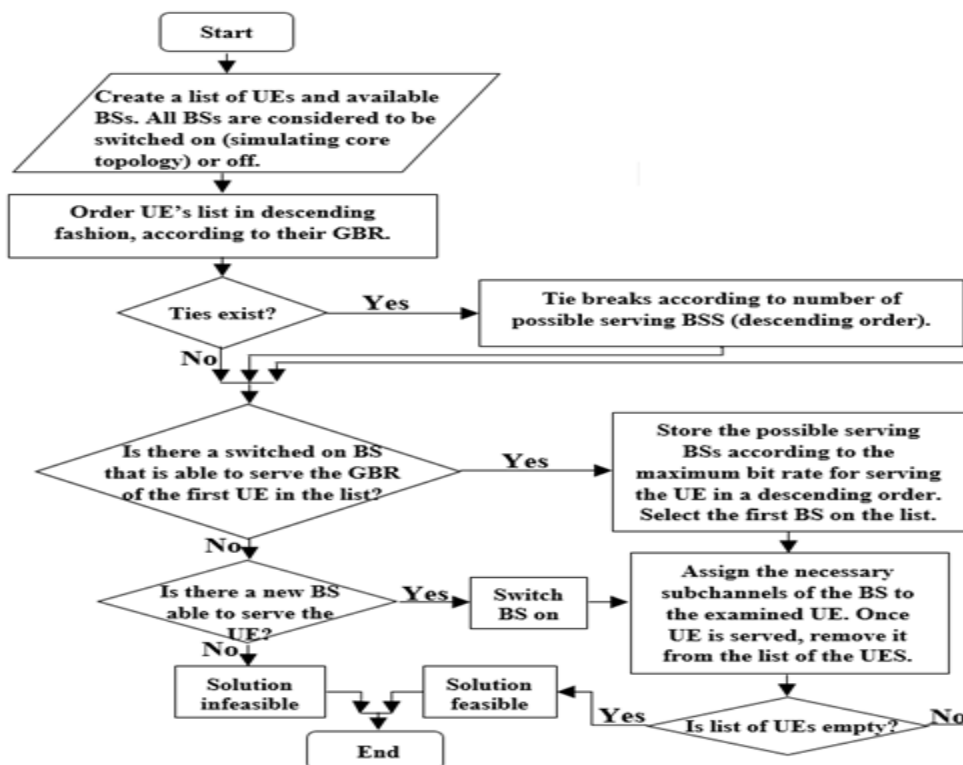 Start
Create a list of UEs and available
BSs. All BSs are considered to be
switched on (simulating core
topology) or off.
Order UE's list in descending
fashion, according to their GBR.
Ties exist?
Yes
Tie breaks according to number of
possible serving BSS (descending order).
No
Is there a switched on BS
that is able to serve the GBR
of the first UE in the list?
Yes
Store the possible serving
BSs according to the
maximum bit rate for serving
the UE in a descending order.
Select the first BS on the list.
No
Is there a new BS
able to serve the
UE?
Yes
Switch
BS on
Assign the necessary
subchannels of the BS to
the examined UE. Once
UE is served, remove it
from the list of the UES.
No
Solution
infeasible
Solution
feasible
Yes
Is list of UEs empty?
No
End